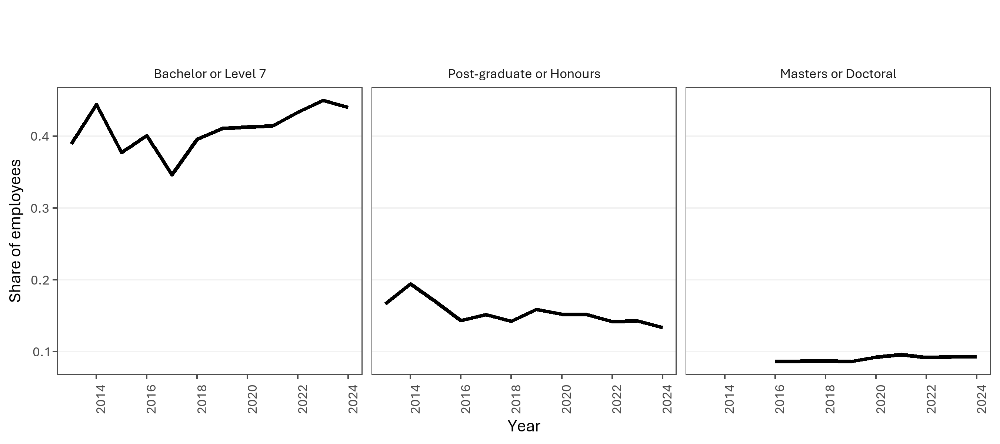 Bachelor or Level 7
Post-graduate or Honours
Masters or Doctoral
Share of employees
0.4
0.3
0.2
0.1
2014 2016 2018 2020 2022 2024
2014 2016 2018 2020 2022 2024
2014 2016 2018 2020 2022 2024
Year